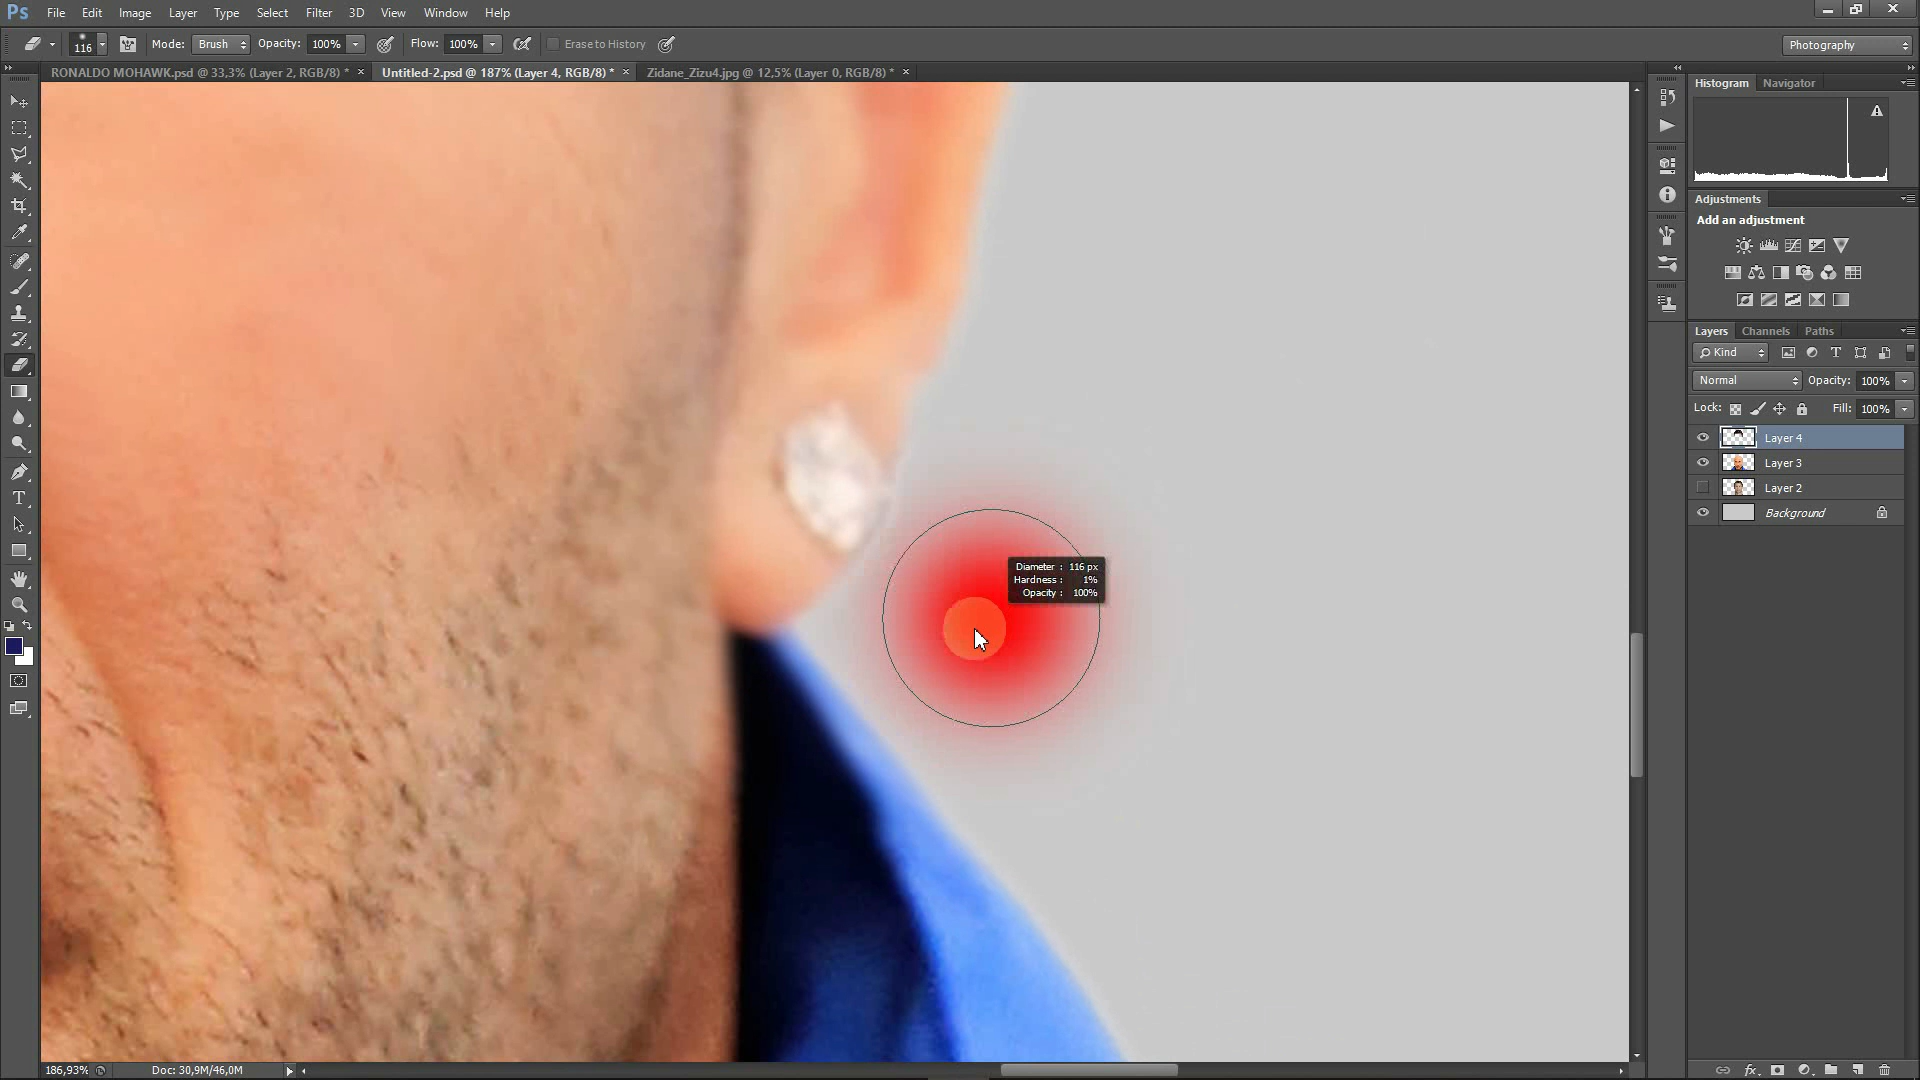 Ps File Edit Image Layer Type Select Filter 3D View Window Help
116 Mode: Brush Opacity: 100% Flow: 100% Erase to History Photography
RONALDO MOHAWK.psd @ 33,3% (Layer 2, RGB/8) * × Untitled-2.psd @ 187% (Layer 4, RGB/8) * × Zidane_Zizu4.jpg @ 12,5% (Layer 0, RGB/8) * ×
Histogram Navigator
Adjustments
Add an adjustment
Layers Channels Paths
Kind
Normal Opacity: 100%
Lock: Fill: 100%
Layer 4
Layer 3
Layer 2
Background
Diameter : 116 px
Hardness : 1%
Opacity : 100%
186,93% Doc: 30,9M/46,0M